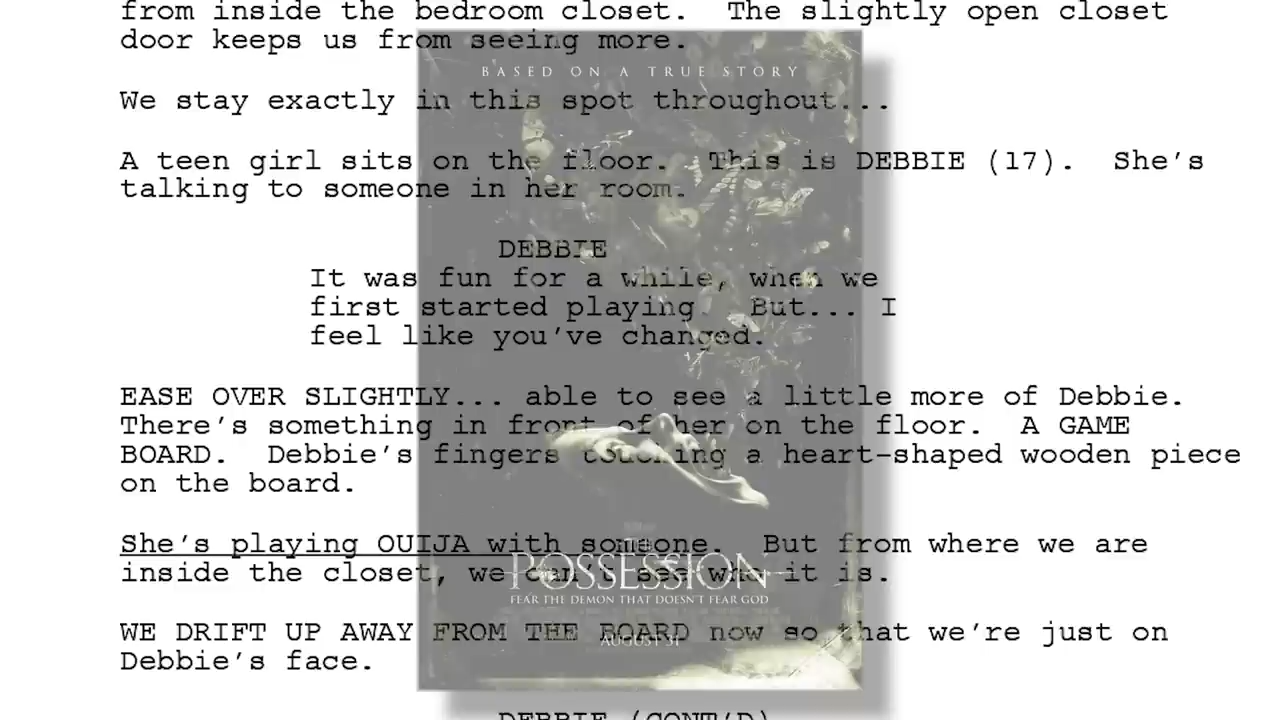 from inside the bedroom closet.  The slightly open closet
door keeps us from seeing more.
BASED ON A TRUE STORY
We stay exactly in this spot throughout...
A teen girl sits on the floor.  This is DEBBIE (17).  She's
talking to someone in her room.
DEBBIE
It was fun for a while, when we
first started playing.  But... I
feel like you've changed.
EASE OVER SLIGHTLY... able to see a little more of Debbie.
There's something in front of her on the floor.  A GAME
BOARD.  Debbie's fingers touching a heart-shaped wooden piece
on the board.
She's playing OUIJA with someone.  But from where we are
inside the closet, we can't see who it is.
POSSESSION
FEAR THE DEMON THAT DOESN'T FEAR GOD
WE DRIFT UP AWAY FROM THE BOARD now so that we're just on
AUGUST 31
Debbie's face.
DEBBIE (CONT'D)